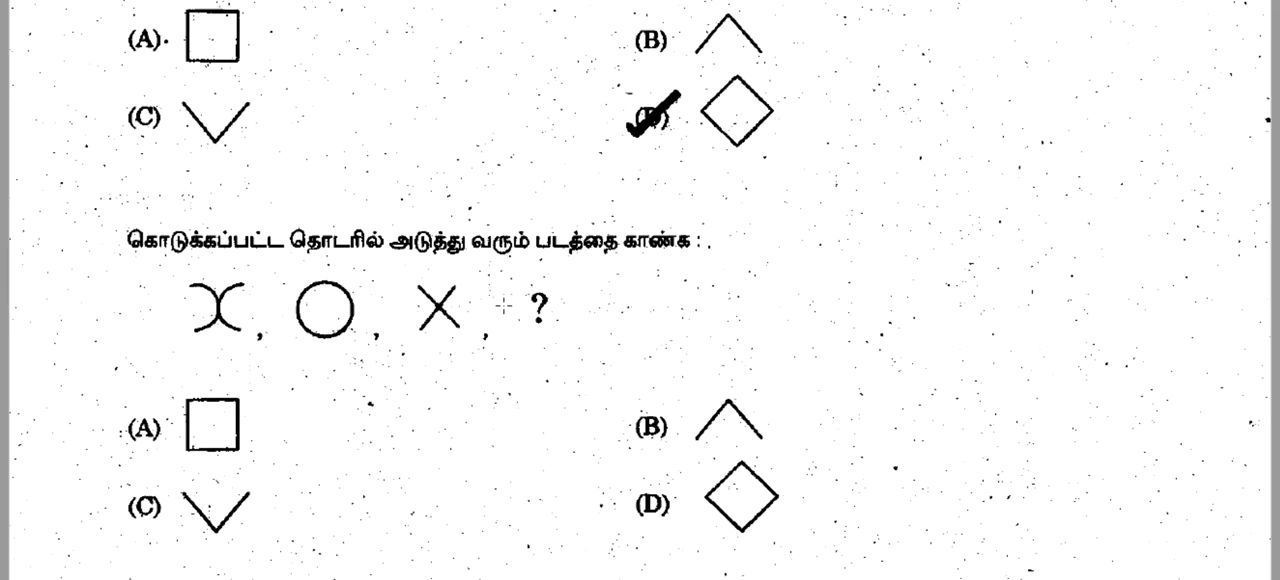 (A) (B)
(C) (D)
கொடுக்கப்பட்ட தொடரில் அடுத்து வரும் படத்தை காண்க :
, , , ?
(A) (B)
(C) (D)